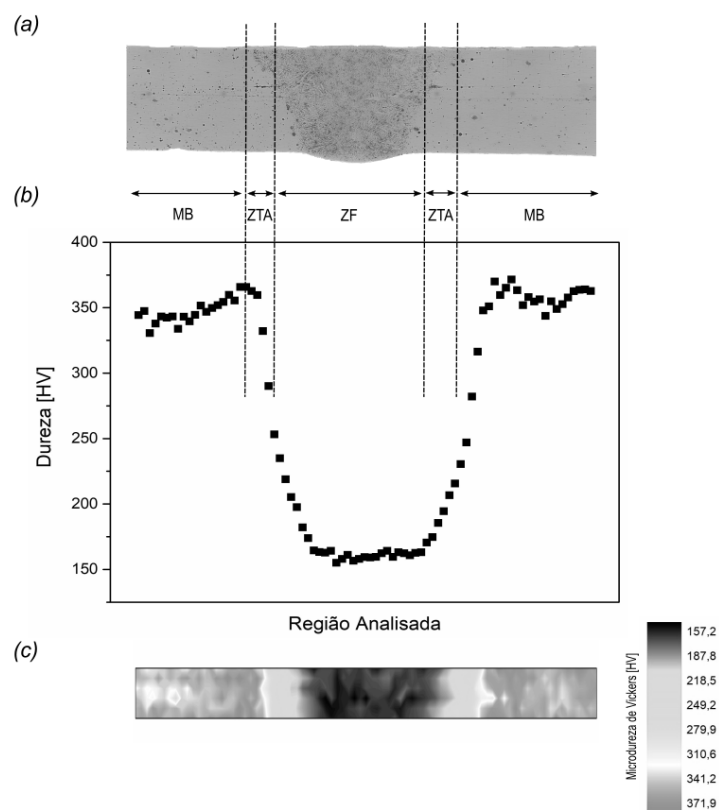 (a)
(b)
MB
ZTA
ZF
ZTA
MB
400
350
300
250
200
150
Dureza [HV]
Região Analisada
(c)
Microdureza de Vickers [HV]
157,2
187,8
218,5
249,2
279,9
310,6
341,2
371,9